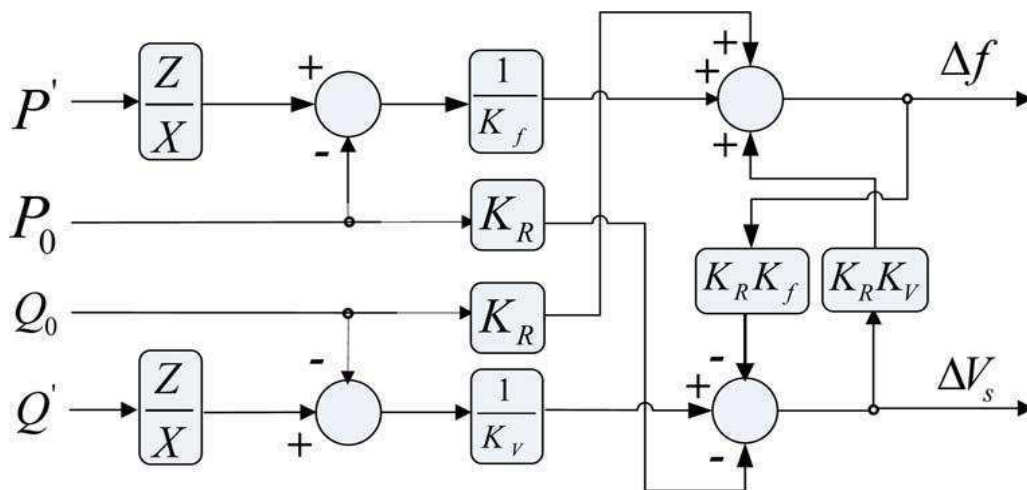 P' Z/X + - 1/K_f + + + Δf
P_0 K_R
K_R K_f K_R K_V
Q_0 K_R
- - ΔV_s
Q' Z/X + 1/K_V + -